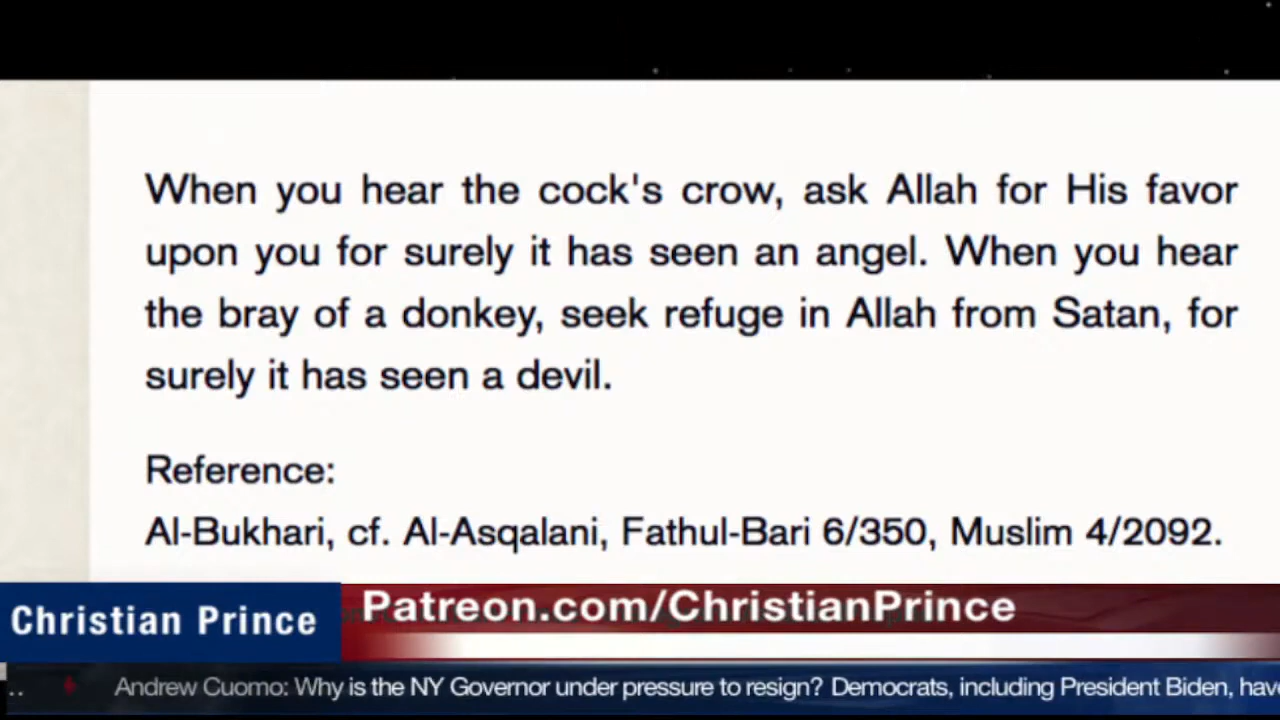 When you hear the cock's crow, ask Allah for His favor
upon you for surely it has seen an angel. When you hear
the bray of a donkey, seek refuge in Allah from Satan, for
surely it has seen a devil.
Reference:
Al-Bukhari, cf. Al-Asqalani, Fathul-Bari 6/350, Muslim 4/2092.
Christian Prince
Patreon.com/ChristianPrince
.. Andrew Cuomo: Why is the NY Governor under pressure to resign? Democrats, including President Biden, have